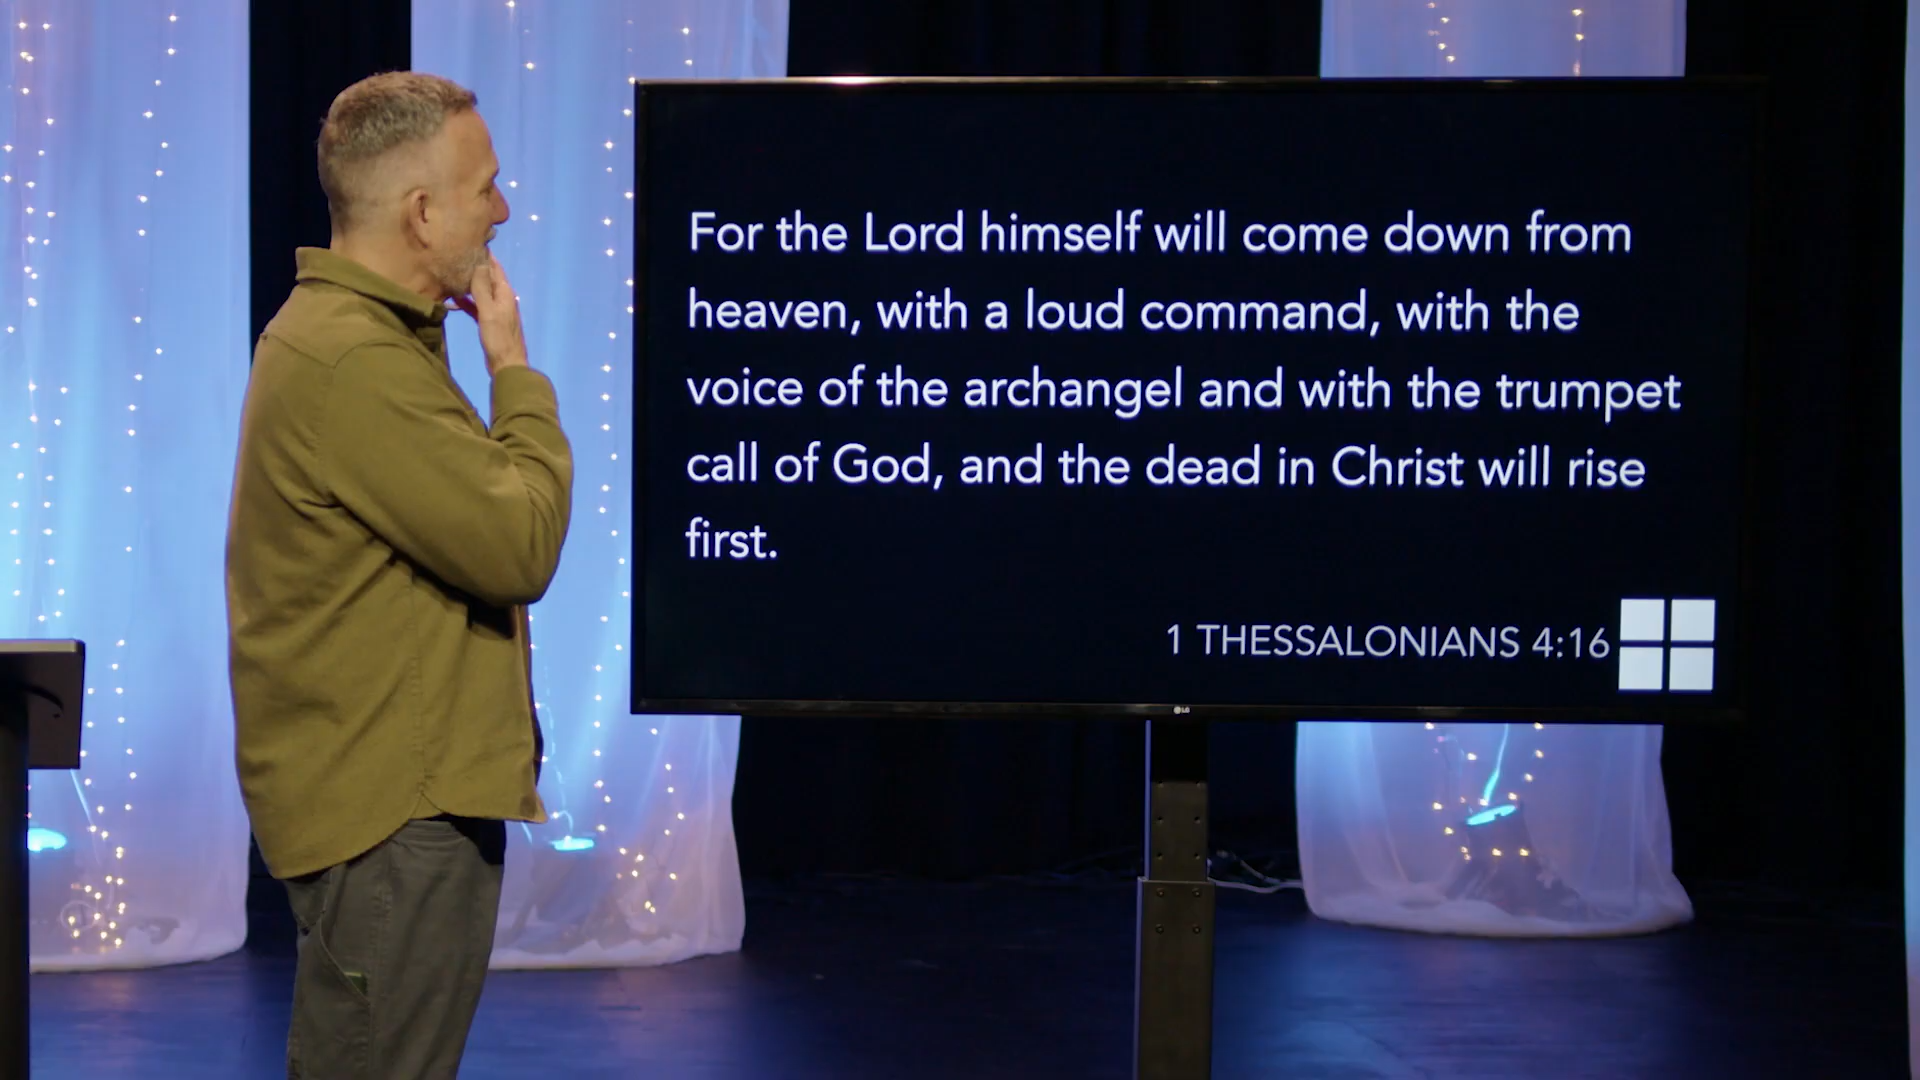 For the Lord himself will come down from
heaven, with a loud command, with the
voice of the archangel and with the trumpet
call of God, and the dead in Christ will rise
first.
1 THESSALONIANS 4:16
LG